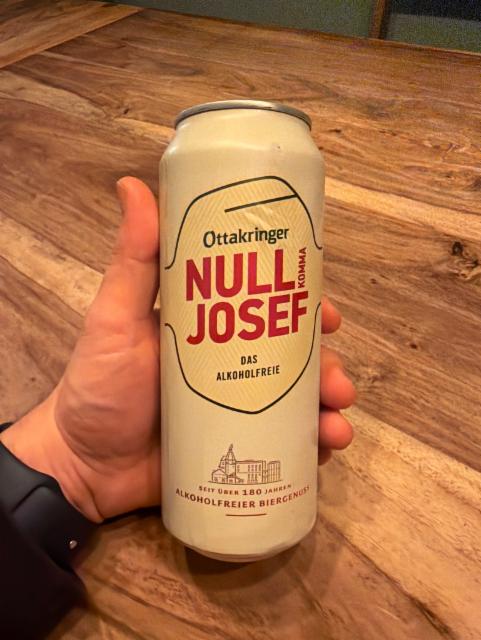 Ottakringer
NULL
KOMMA
JOSEF
DAS
ALKOHOLFREIE
SEIT ÜBER 180 JAHREN
ALKOHOLFREIER BIERGENUSS